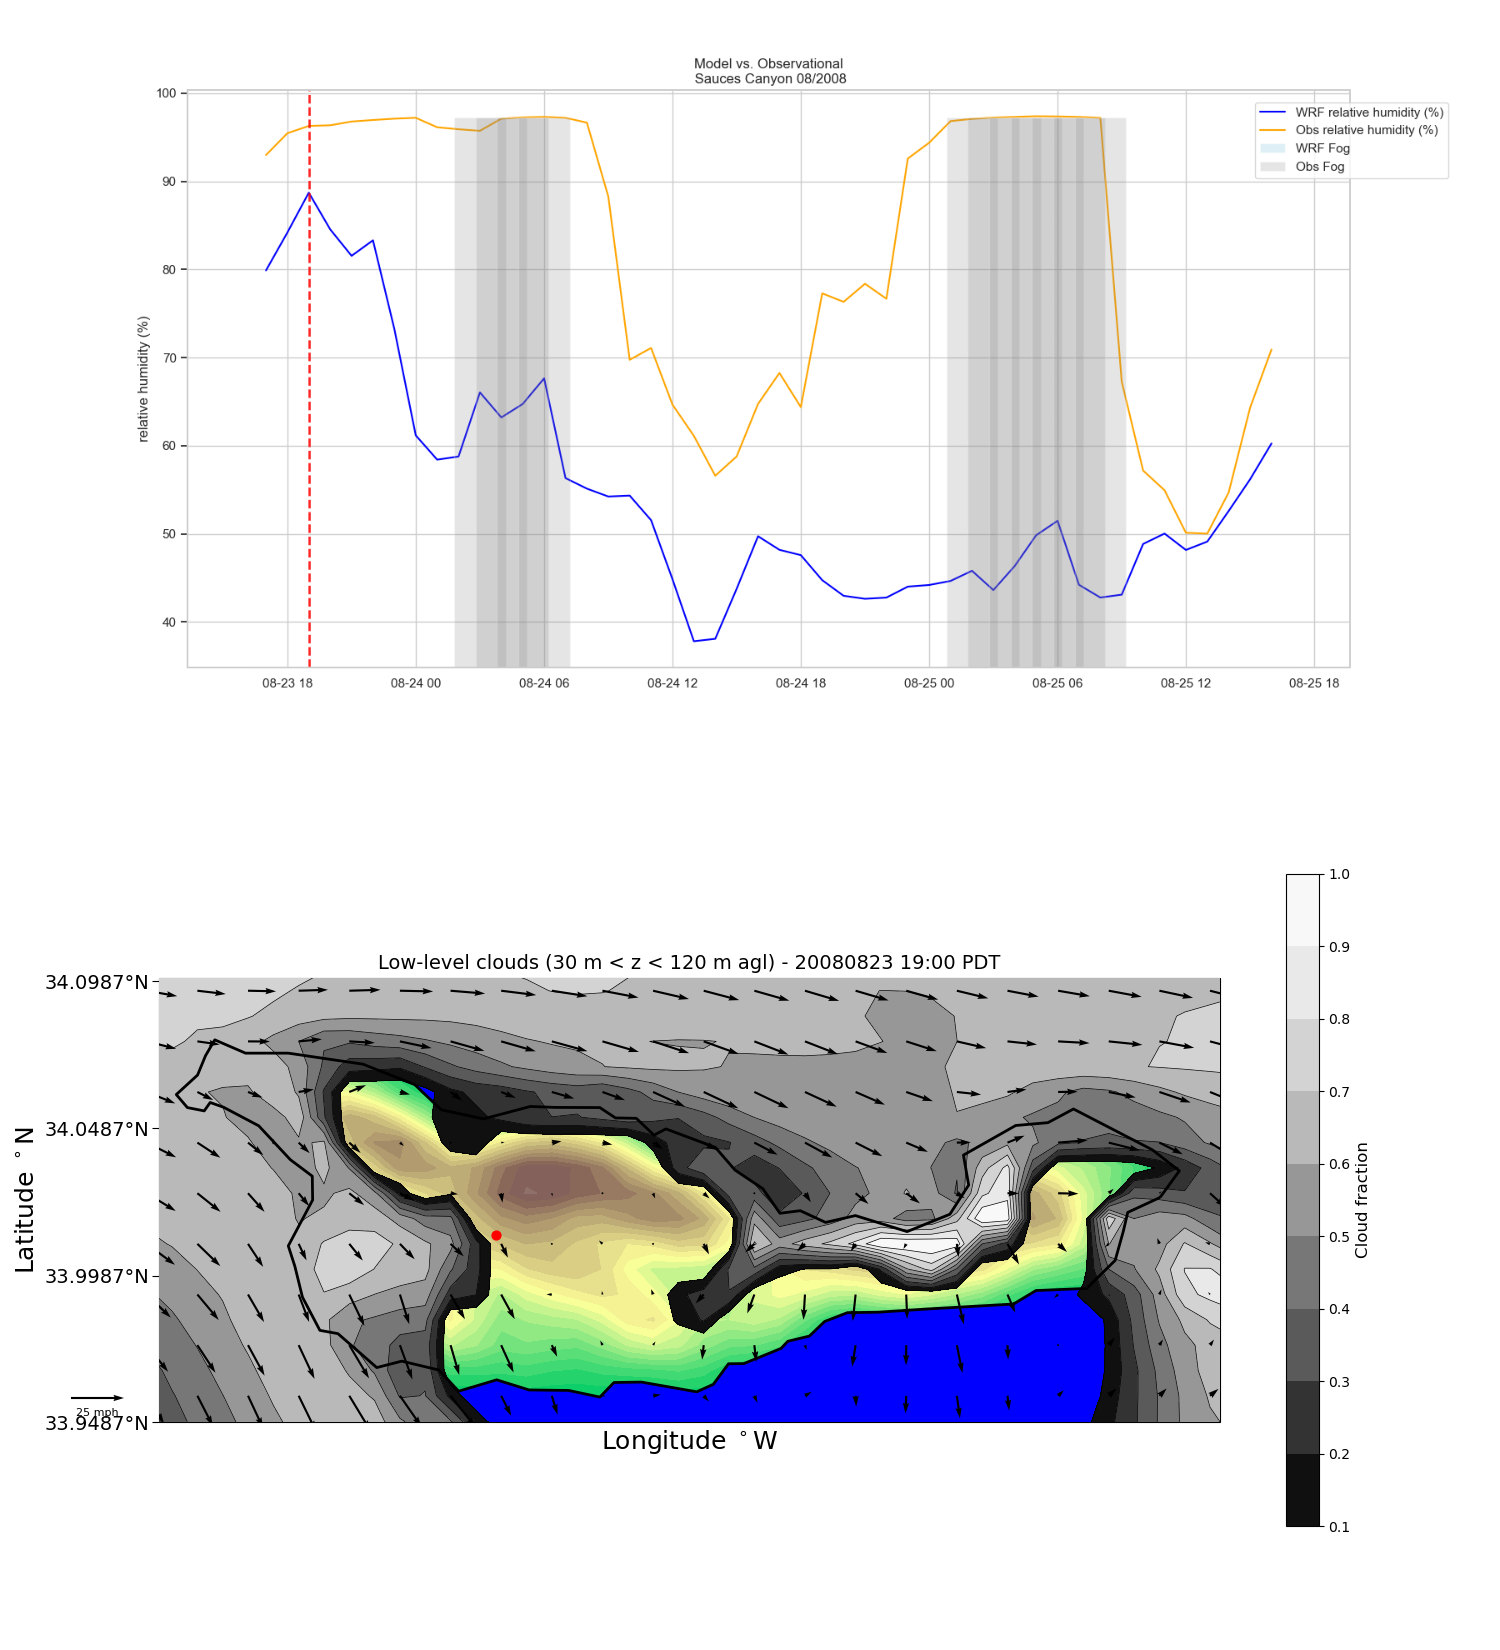 Model vs. Observational
Sauces Canyon 08/2008
100
90
80
70
60
50
40
relative humidity (%)
WRF relative humidity (%)
Obs relative humidity (%)
WRF Fog
Obs Fog
08-23 18
08-24 00
08-24 06
08-24 12
08-24 18
08-25 00
08-25 06
08-25 12
08-25 18
Low-level clouds (30 m < z < 120 m agl) - 20080823 19:00 PDT
34.0987°N
34.0487°N
33.9987°N
33.9487°N
Latitude °N
25 mph
Longitude °W
1.0
0.9
0.8
0.7
0.6
0.5
0.4
0.3
0.2
0.1
Cloud fraction